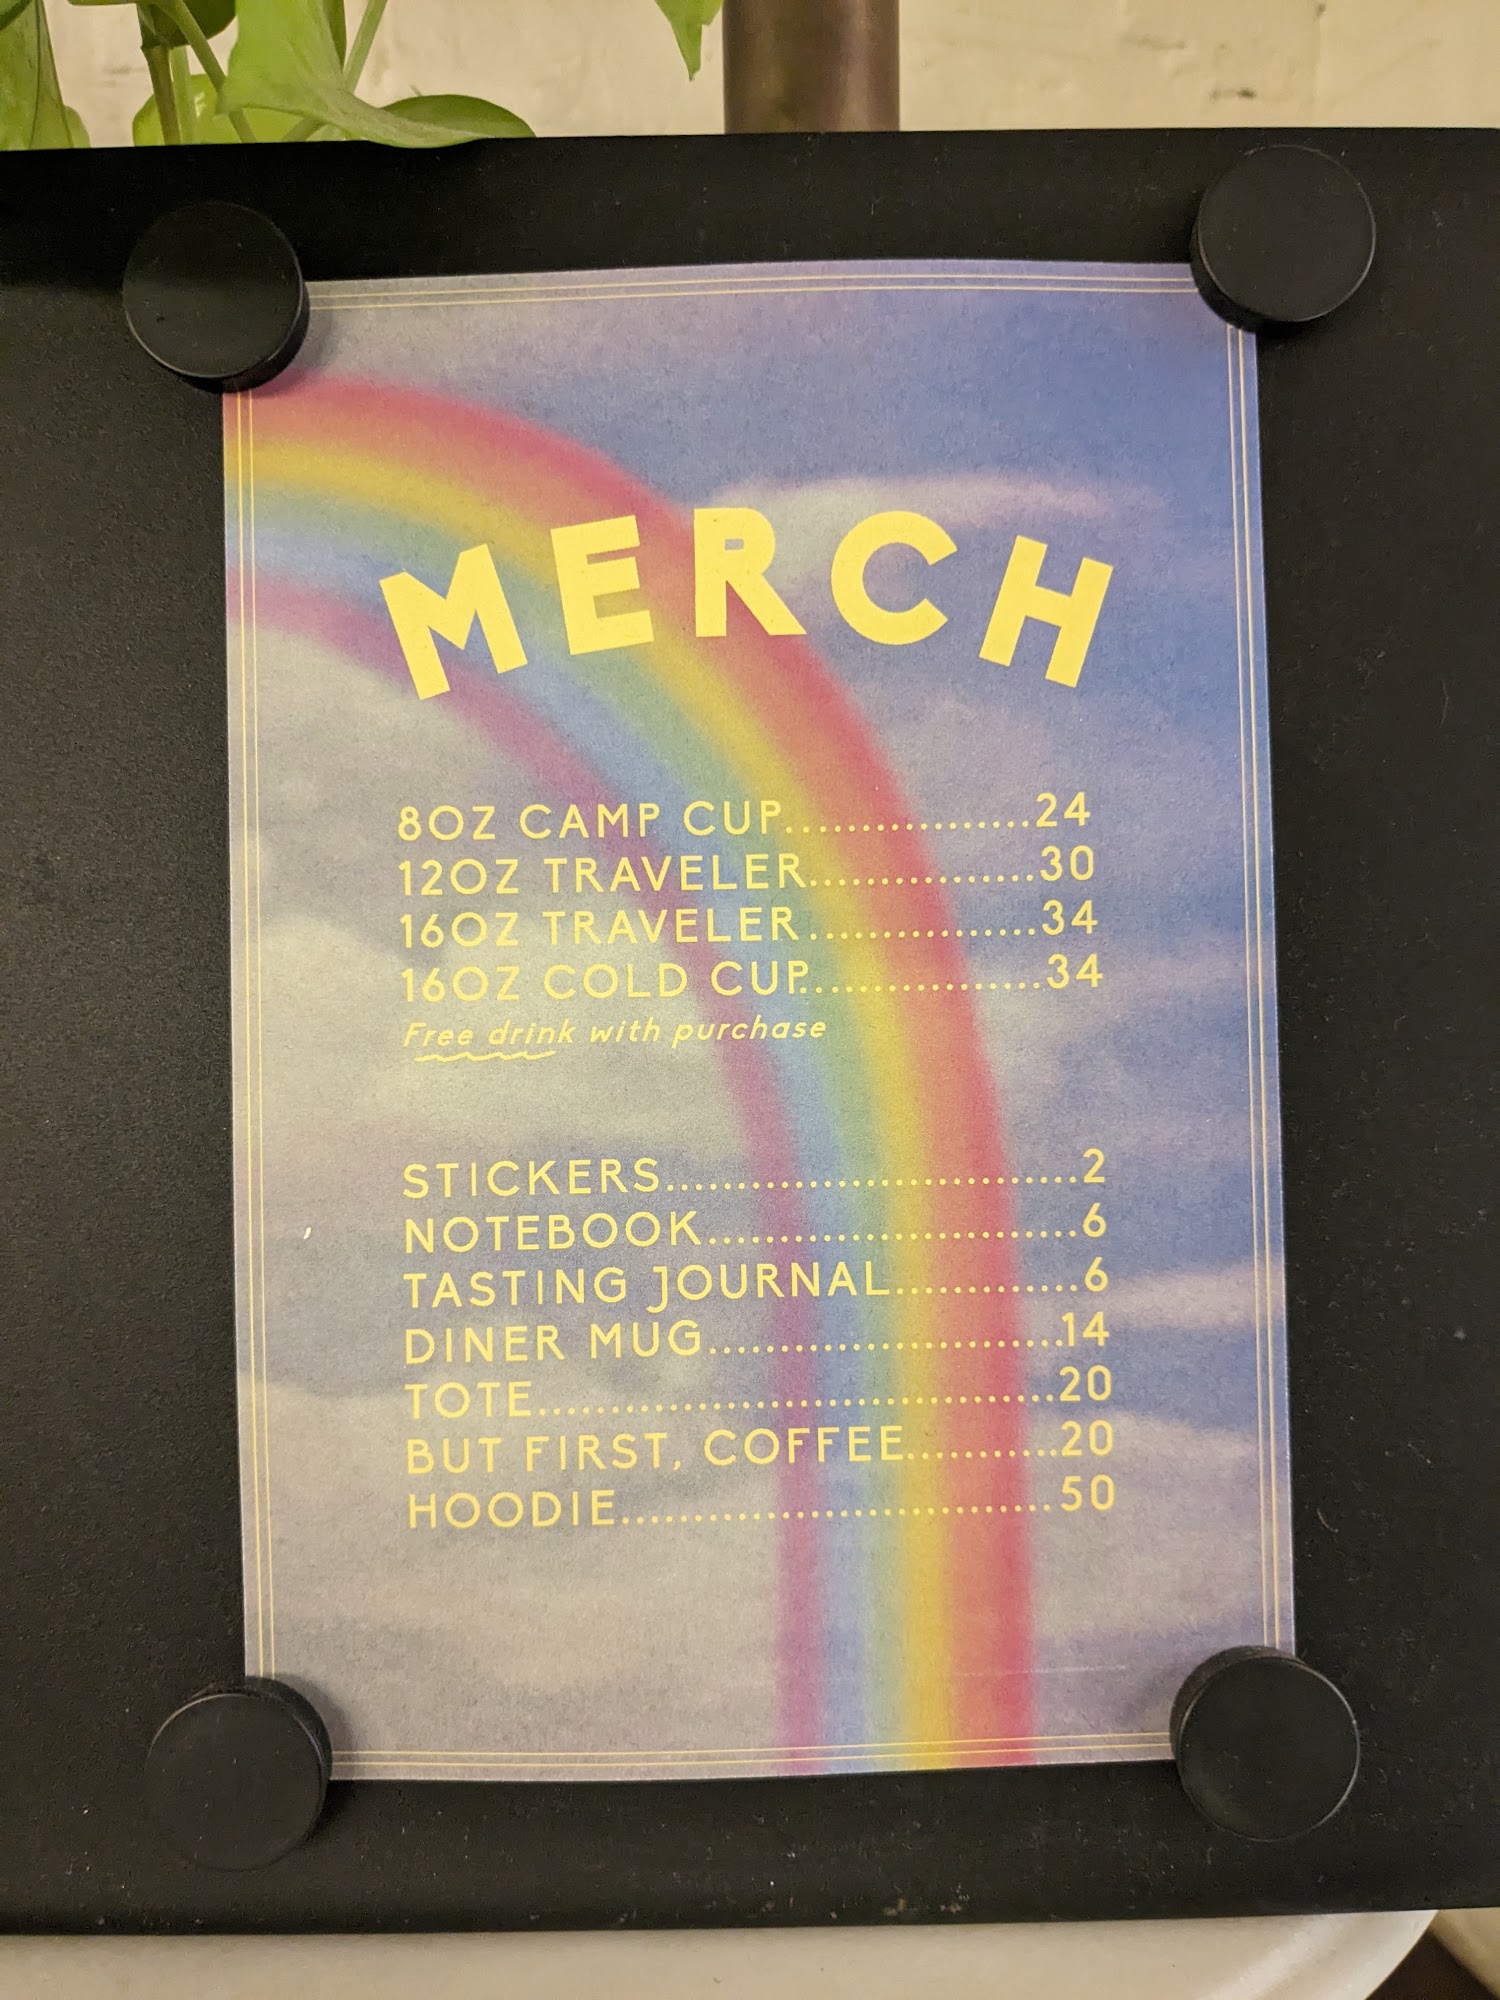 MERCH
8OZ CAMP CUP.................24
12OZ TRAVELER................30
16OZ TRAVELER................34
16OZ COLD CUP.................34
Free drink with purchase
STICKERS............................2
NOTEBOOK.........................6
TASTING JOURNAL.............6
DINER MUG........................14
TOTE...................................20
BUT FIRST, COFFEE...........20
HOODIE..............................50